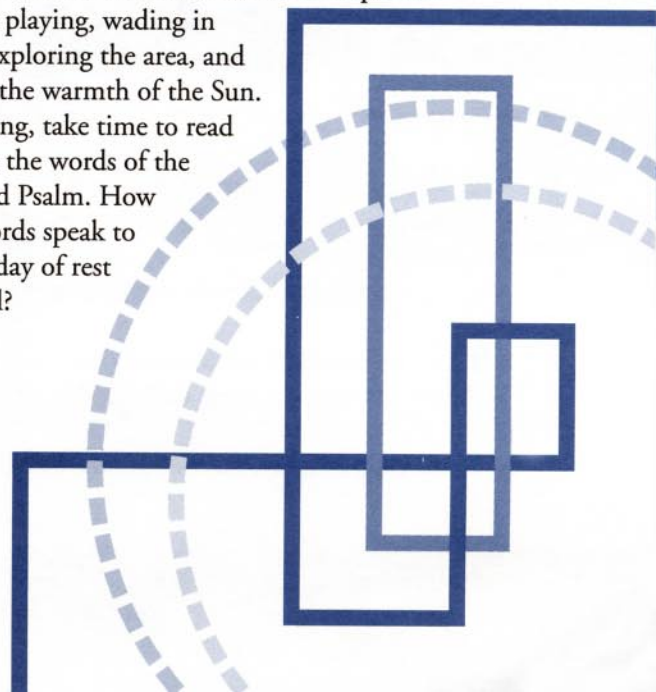 playing, wading in
xploring the area, and
the warmth of the Sun.
ng, take time to read
the words of the
d Psalm. How
ords speak to
day of rest
l?